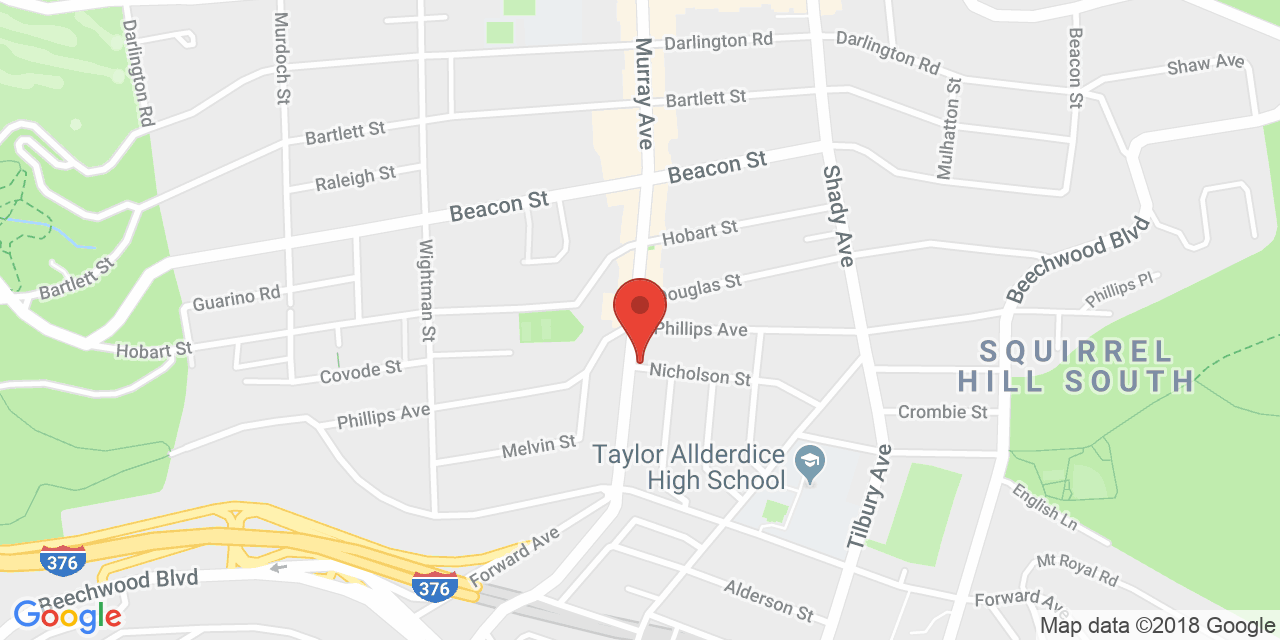 Darlington Rd
Murdoch St
Murray Ave
Darlington Rd
Darlington Rd
Beacon St
Shaw Ave
Bartlett St
Mulhatton St
Bartlett St
Raleigh St
Beacon St
Beacon St
Shady Ave
Hobart St
Wightman St
Beechwood Blvd
Bartlett St
Guarino Rd
ouglas St
Phillips Pl
Phillips Ave
Hobart St
SQUIRREL
HILL SOUTH
Covode St
Nicholson St
Phillips Ave
Crombie St
Melvin St
Taylor Allderdice
High School
Tilbury Ave
English Ln
376
Forward Ave
Mt Royal Rd
376
Beechwood Blvd
Alderson St
Forward Ave
Google
Map data ©2018 Google